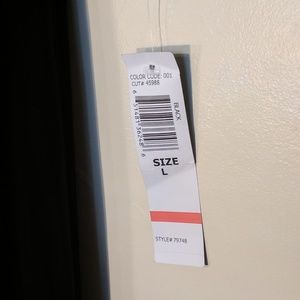 COLOR CODE: 001
CUT# 45988
BLACK
SIZE
L
STYLE# 79748